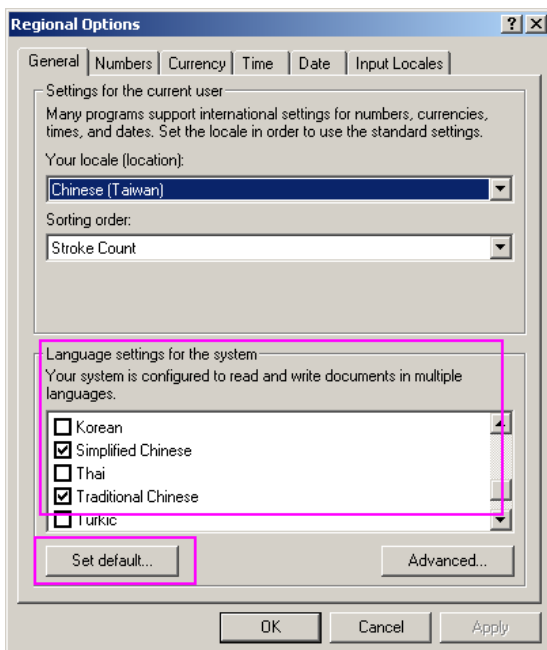 Regional Options
General Numbers Currency Time Date Input Locales
Settings for the current user
Many programs support international settings for numbers, currencies,
times, and dates. Set the locale in order to use the standard settings.
Your locale (location):
Chinese (Taiwan)
Sorting order:
Stroke Count
Language settings for the system
Your system is configured to read and write documents in multiple
languages.
Korean
Simplified Chinese
Thai
Traditional Chinese
Turkic
Set default...
Advanced...
OK Cancel Apply